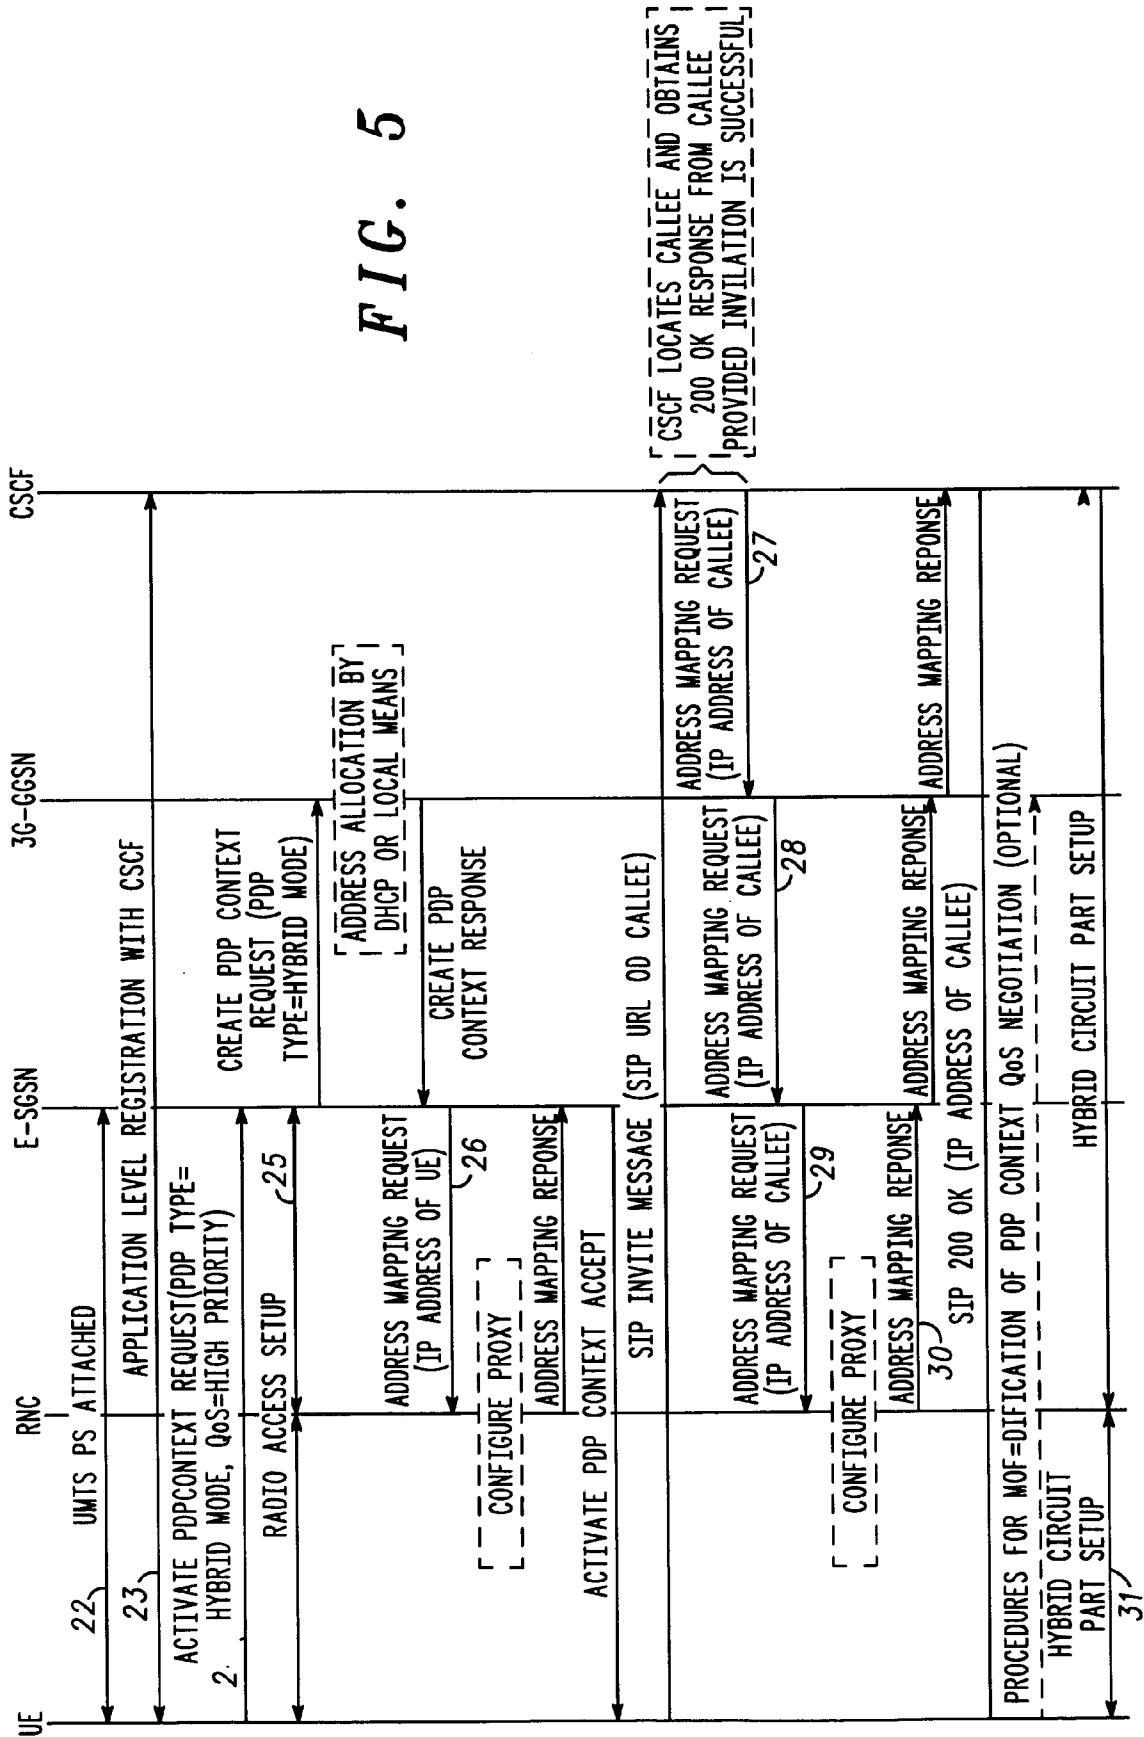 UE
RNC
E-SGSN
3G-GGSN
CSCF
22
UMTS PS ATTACHED
23
APPLICATION LEVEL REGISTRATION WITH CSCF
ACTIVATE PDPCONTEXT REQUEST(PDP TYPE=
HYBRID MODE, QoS=HIGH PRIORITY)
2
RADIO ACCESS SETUP
25
CREATE PDP CONTEXT
REQUEST (PDP
TYPE=HYBRID MODE)
ADDRESS ALLOCATION BY
DHCP OR LOCAL MEANS
CREATE PDP
CONTEXT RESPONSE
ADDRESS MAPPING REQUEST
(IP ADDRESS OF UE)
26
CONFIGURE PROXY
ADDRESS MAPPING REPONSE
ACTIVATE PDP CONTEXT ACCEPT
SIP INVITE MESSAGE (SIP URL OD CALLEE)
CSCF LOCATES CALLEE AND OBTAINS
200 OK RESPONSE FROM CALLEE
PROVIDED INVILATION IS SUCCESSFUL
ADDRESS MAPPING REQUEST
(IP ADDRESS OF CALLEE)
27
ADDRESS MAPPING REQUEST
(IP ADDRESS OF CALLEE)
28
ADDRESS MAPPING REQUEST
(IP ADDRESS OF CALLEE)
29
CONFIGURE PROXY
ADDRESS MAPPING REPONSE
30
ADDRESS MAPPING REPONSE
ADDRESS MAPPING REPONSE
SIP 200 OK (IP ADDRESS OF CALLEE)
PROCEDURES FOR MOF=DIFICATION OF PDP CONTEXT QoS NEGOTIATION (OPTIONAL)
HYBRID CIRCUIT
PART SETUP
31
HYBRID CIRCUIT PART SETUP
FIG. 5